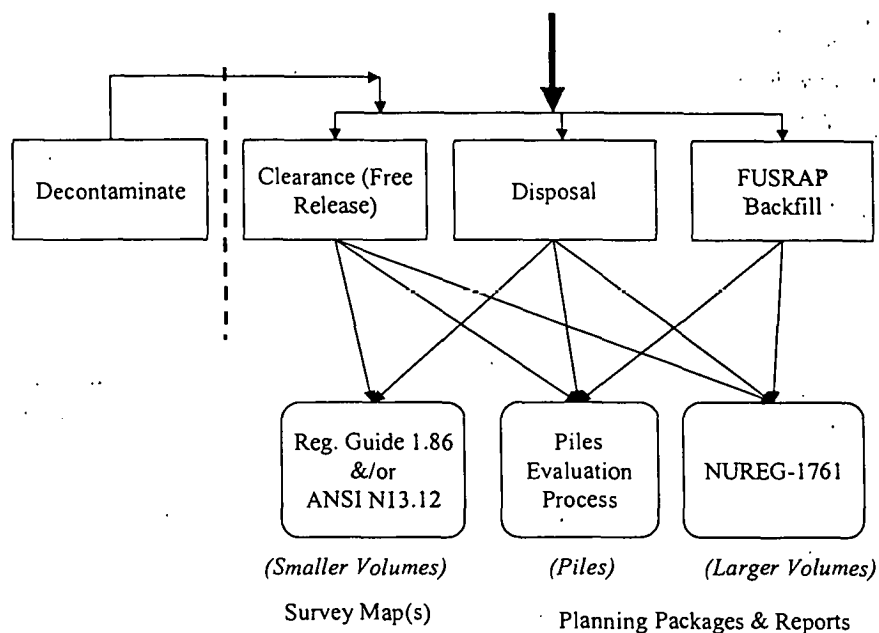 Decontaminate
Clearance (Free
Release)
Disposal
FUSRAP
Backfill
Reg. Guide 1.86
&/or
ANSI N13.12
Piles
Evaluation
Process
NUREG-1761
(Smaller Volumes)
(Piles)
(Larger Volumes)
Survey Map(s)
Planning Packages & Reports